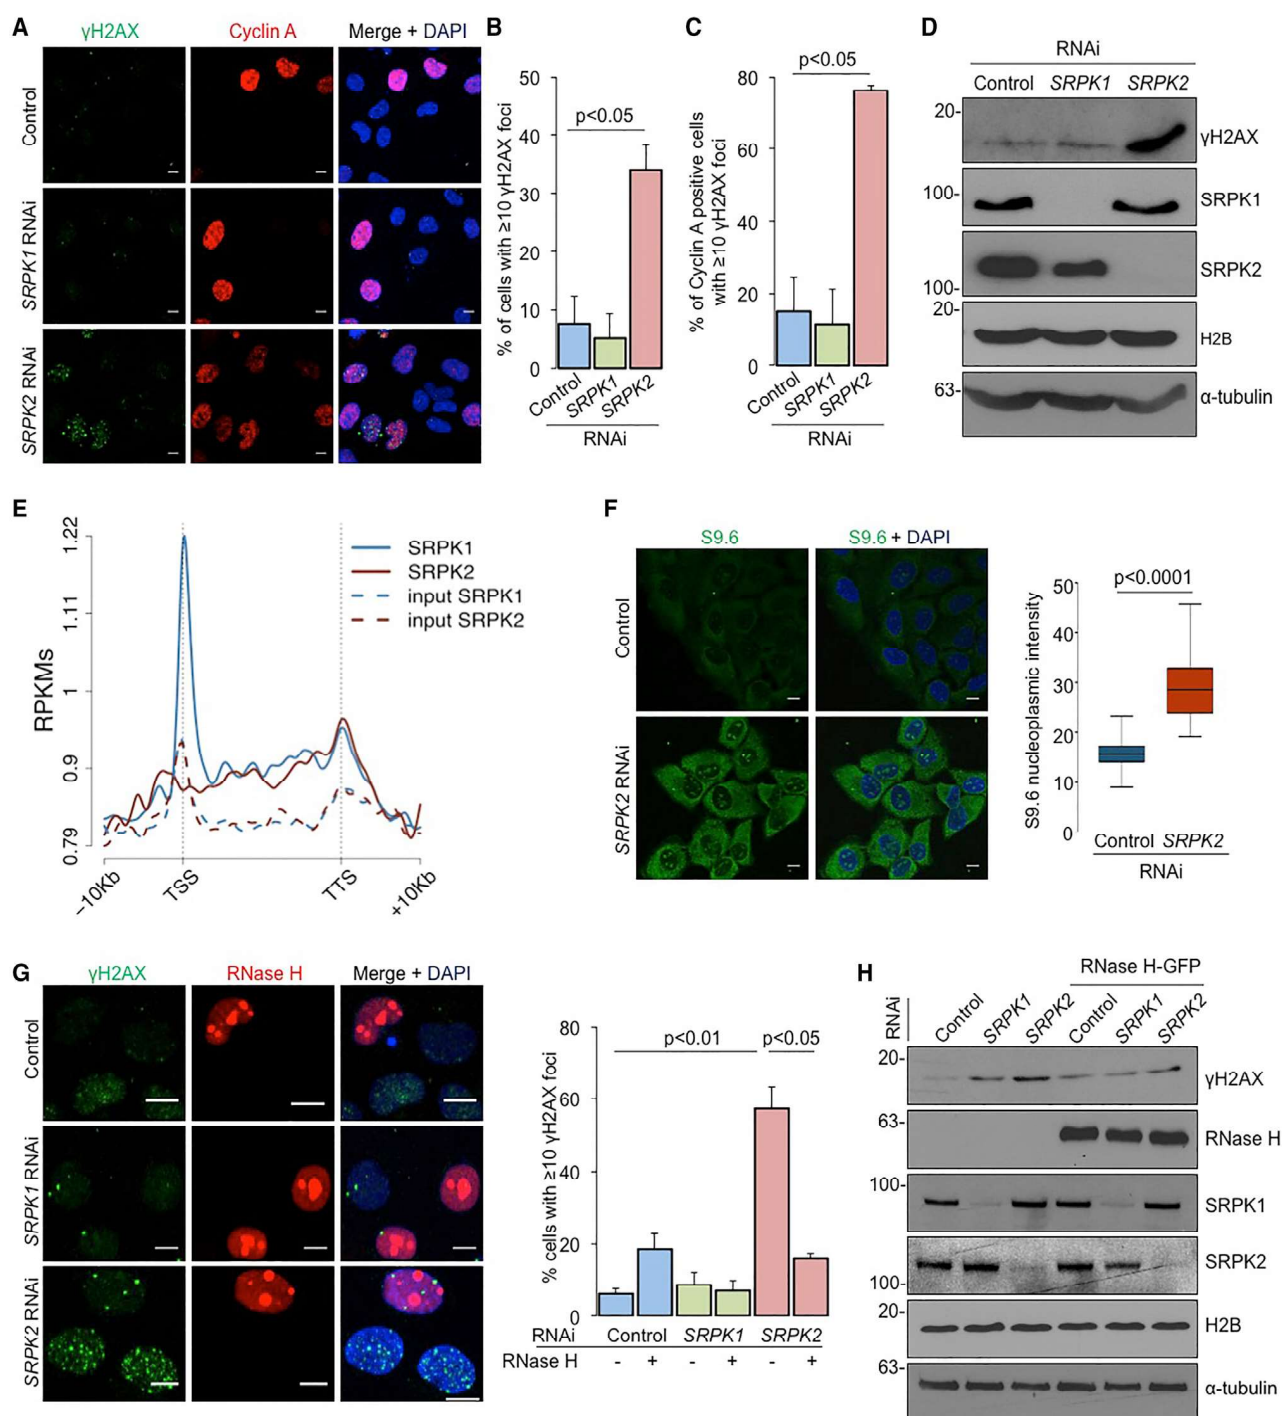 A
γH2AX
Cyclin A
Merge + DAPI
Control
SRPK1 RNAi
SRPK2 RNAi
B
% of cells with ≥10 γH2AX foci
50
40
30
20
10
0
p<0.05
Control
SRPK1
SRPK2
RNAi
C
% of Cyclin A positive cells
with ≥10 γH2AX foci
80
60
40
20
0
p<0.05
Control
SRPK1
SRPK2
RNAi
D
RNAi
Control SRPK1 SRPK2
20-
γH2AX
100-
SRPK1
SRPK2
100-
20-
H2B
63-
α-tubulin
E
RPKMs
1.22
1.11
1
0.9
0.79
SRPK1
SRPK2
input SRPK1
input SRPK2
−10Kb
TSS
TTS
+10Kb
F
S9.6
S9.6 + DAPI
Control
SRPK2 RNAi
S9.6 nucleoplasmic intensity
50
40
30
20
10
0
p<0.0001
Control SRPK2
RNAi
G
γH2AX
RNase H
Merge + DAPI
Control
SRPK1 RNAi
SRPK2 RNAi
% cells with ≥10 γH2AX foci
80
60
40
20
0
p<0.01
p<0.05
RNAi Control SRPK1 SRPK2
RNase H - + - + - +
H
RNase H-GFP
RNAi
Control
SRPK1
SRPK2
Control
SRPK1
SRPK2
20-
γH2AX
63-
RNase H
100-
SRPK1
SRPK2
100-
20-
H2B
63-
α-tubulin